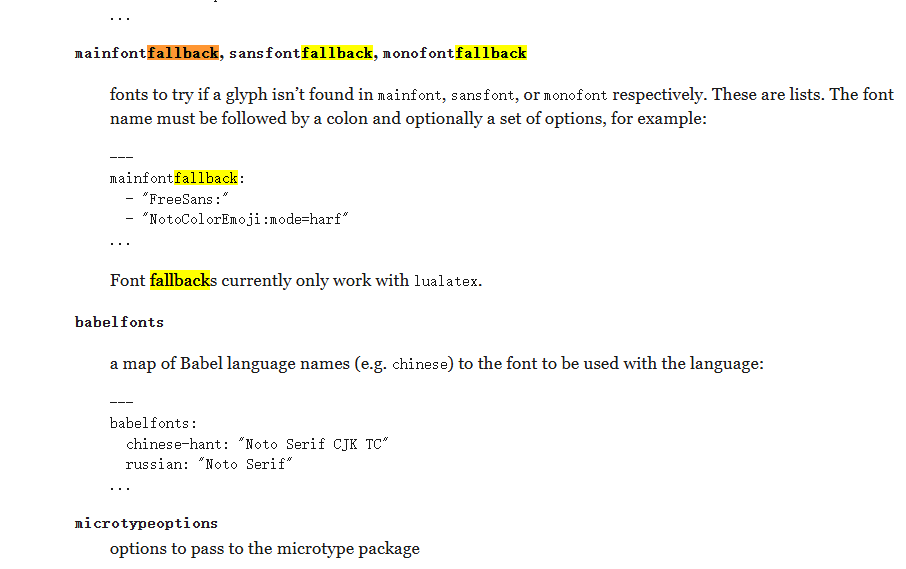 ...
mainfontfallback, sansfontfallback, monofontfallback
fonts to try if a glyph isn’t found in mainfont, sansfont, or monofont respectively. These are lists. The font
name must be followed by a colon and optionally a set of options, for example:
---
mainfontfallback:
- "FreeSans:"
- "NotoColorEmoji:mode=harf"
...
Font fallbacks currently only work with lualatex.
babelfonts
a map of Babel language names (e.g. chinese) to the font to be used with the language:
---
babelfonts:
chinese-hant: "Noto Serif CJK TC"
russian: "Noto Serif"
...
microtypeoptions
options to pass to the microtype package